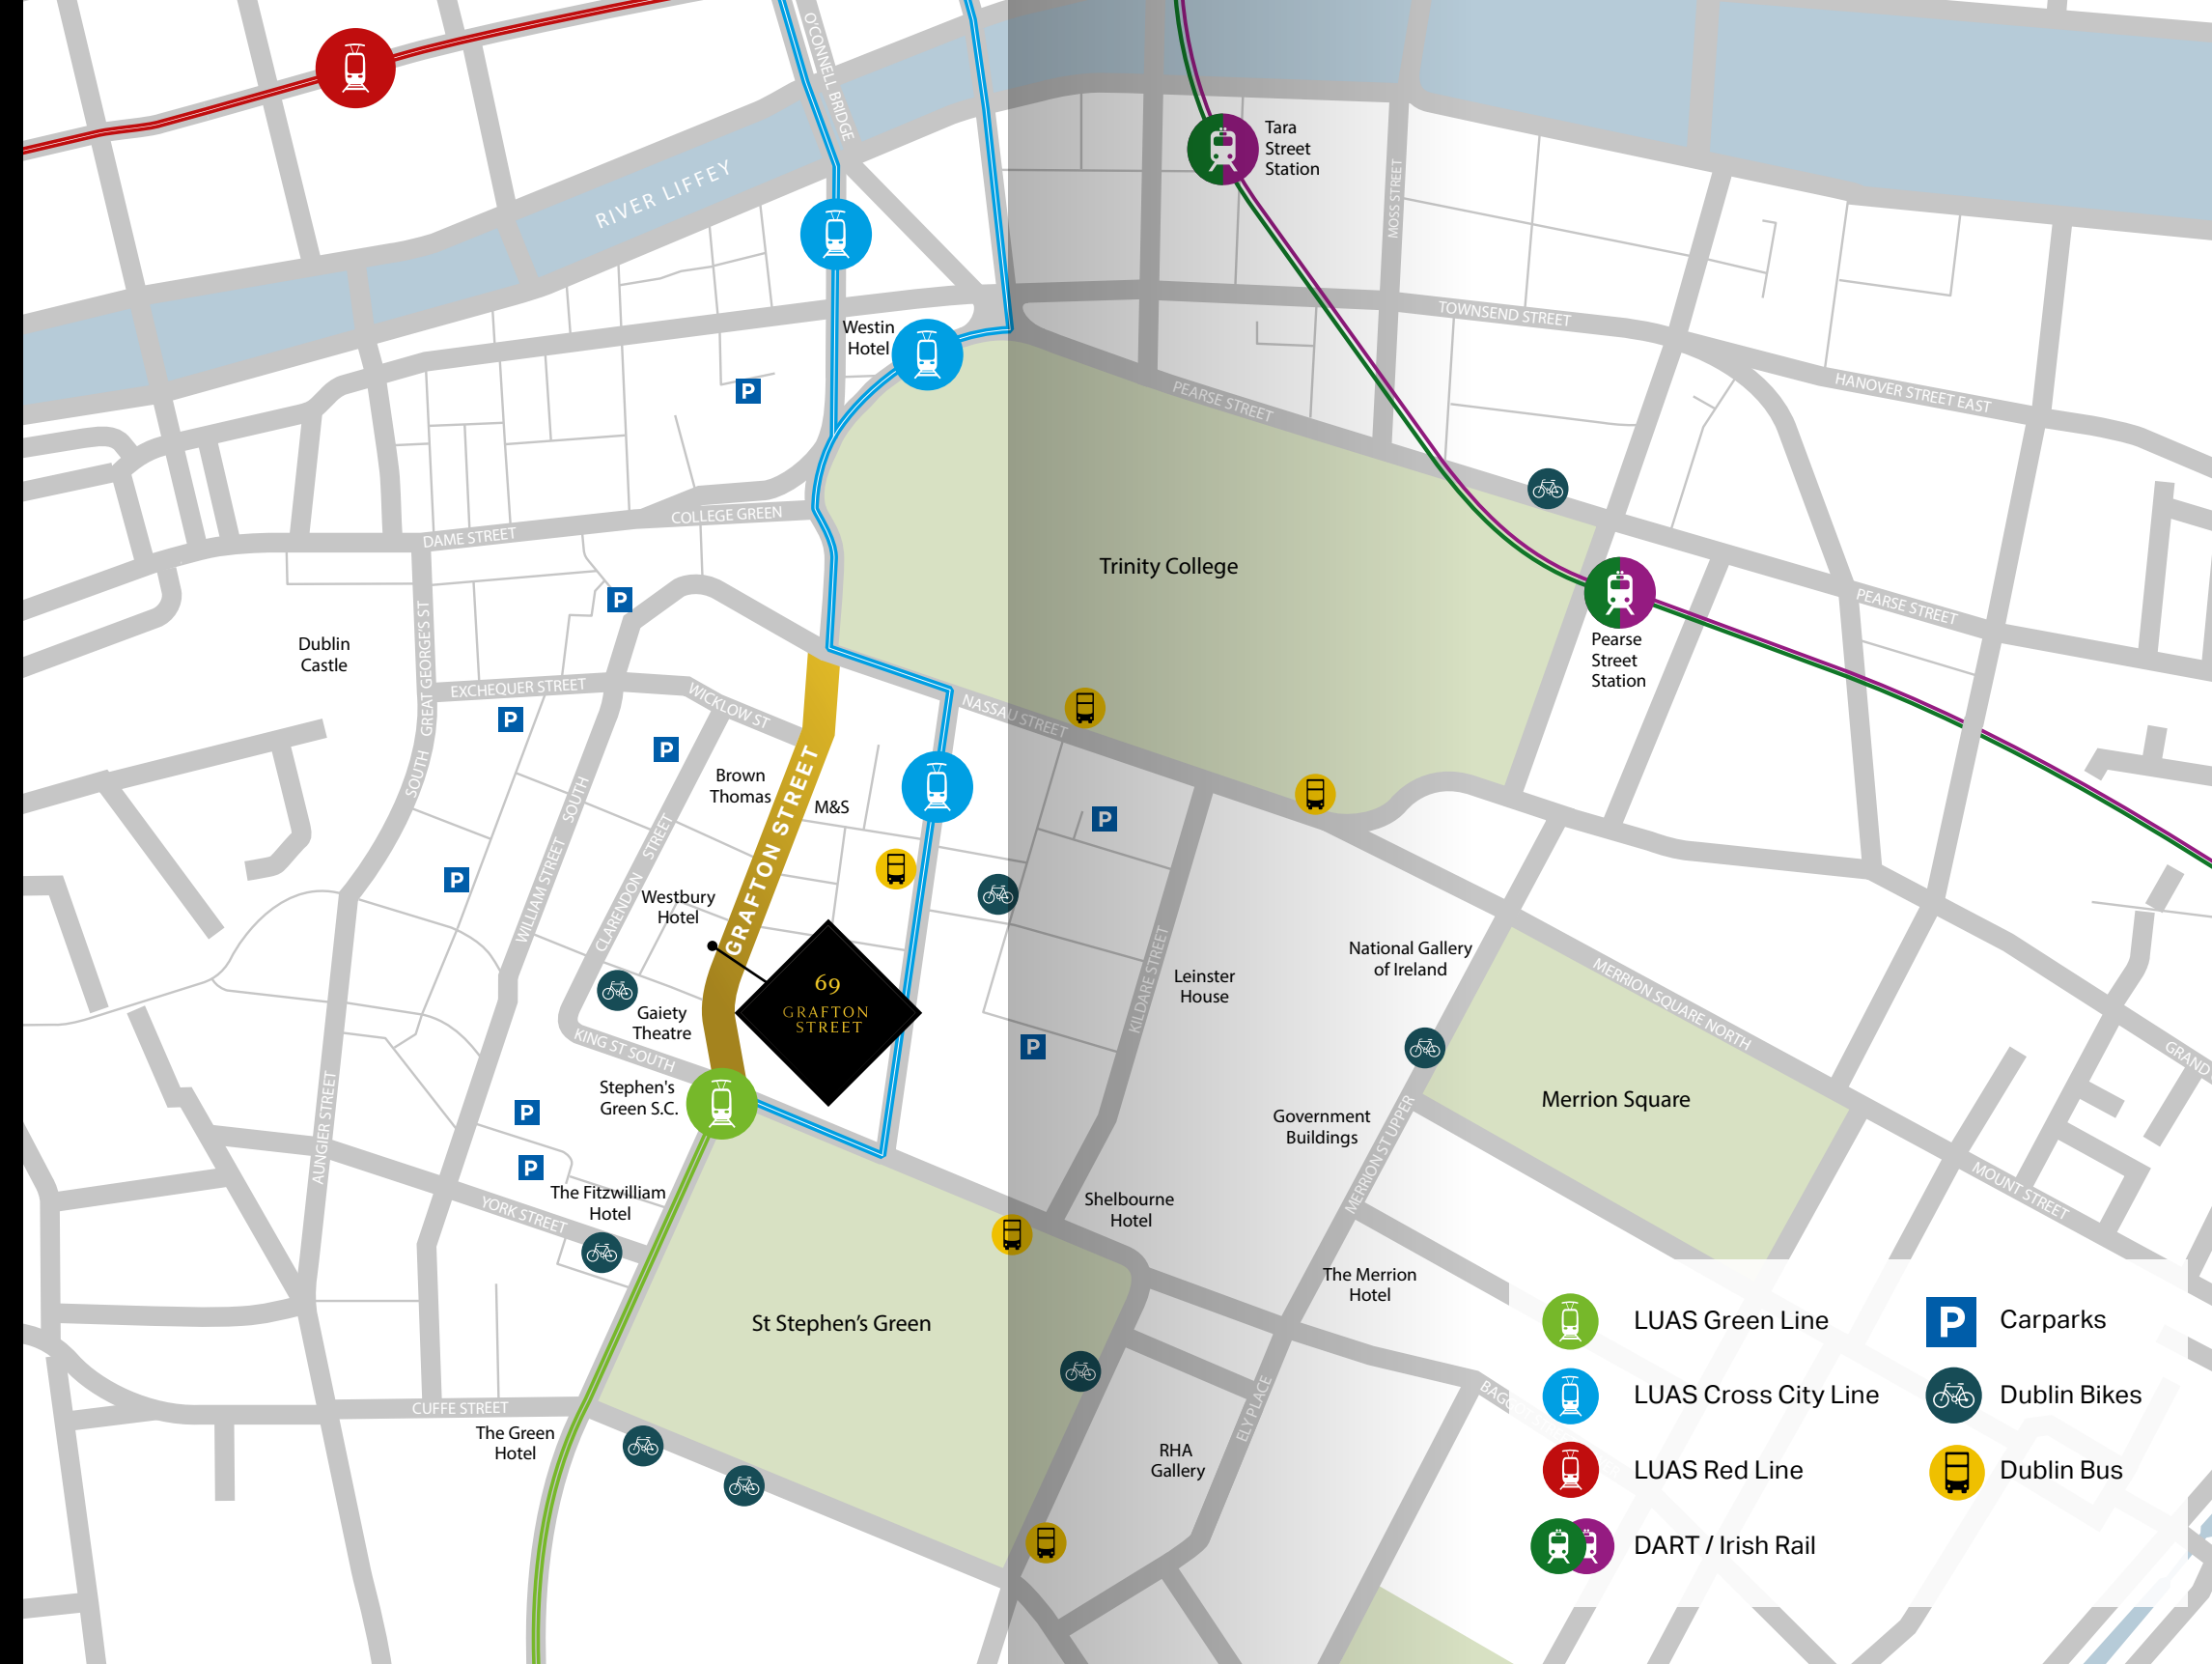 O'CONNELL BRIDGE
RIVER LIFFEY
Tara
Street
Station
MOSS STREET
TOWNSEND STREET
HANOVER STREET EAST
Westin
Hotel
P
PEARSE STREET
COLLEGE GREEN
DAME STREET
Trinity College
P
Dublin
Castle
SOUTH GREAT GEORGE'S ST
Pearse
Street
Station
PEARSE STREET
EXCHEQUER STREET
WICKLOW ST
NASSAU STREET
P
P
Brown
Thomas
M&S
GRAFTON STREET
P
WILLIAM STREET SOUTH
CLARENDON STREET
P
Westbury
Hotel
KILDARE STREET
Leinster
House
National Gallery
of Ireland
MERRION SQUARE NORTH
69
GRAFTON
STREET
Gaiety
Theatre
KING ST SOUTH
P
GRAND
Stephen's
Green S.C.
P
AUNGIER STREET
Merrion Square
Government
Buildings
MERRION ST UPPER
P
MOUNT STREET
The Fitzwilliam
Hotel
YORK STREET
Shelbourne
Hotel
The Merrion
Hotel
St Stephen's Green
CUFFE STREET
The Green
Hotel
ELY PLACE
RHA
Gallery
LUAS Green Line
LUAS Cross City Line
LUAS Red Line
DART / Irish Rail
P Carparks
Dublin Bikes
Dublin Bus